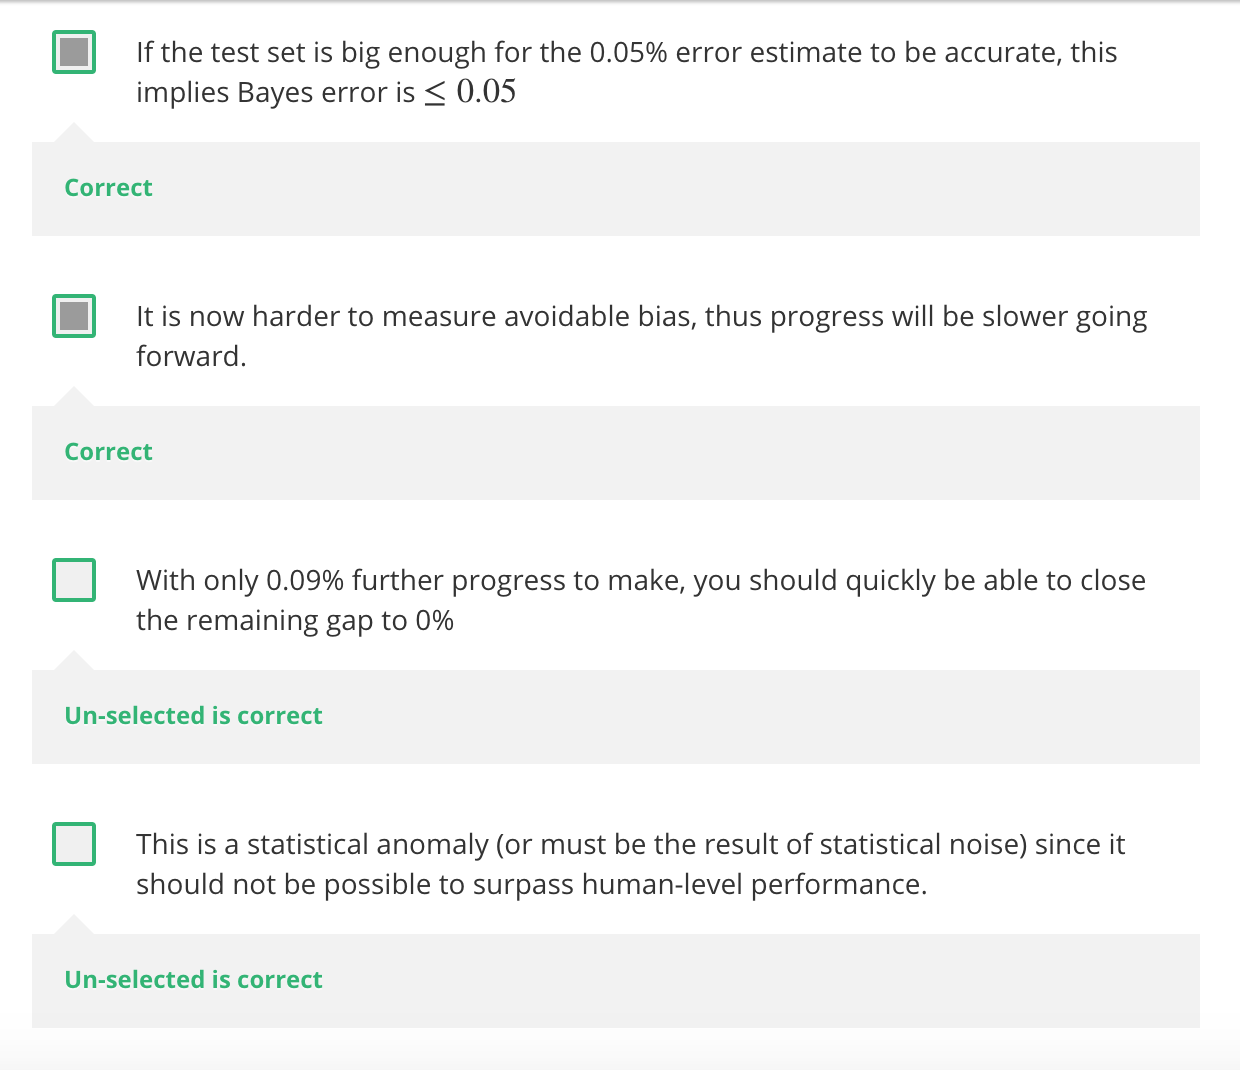 If the test set is big enough for the 0.05% error estimate to be accurate, this
implies Bayes error is ≤ 0.05
Correct
It is now harder to measure avoidable bias, thus progress will be slower going
forward.
Correct
With only 0.09% further progress to make, you should quickly be able to close
the remaining gap to 0%
Un-selected is correct
This is a statistical anomaly (or must be the result of statistical noise) since it
should not be possible to surpass human-level performance.
Un-selected is correct